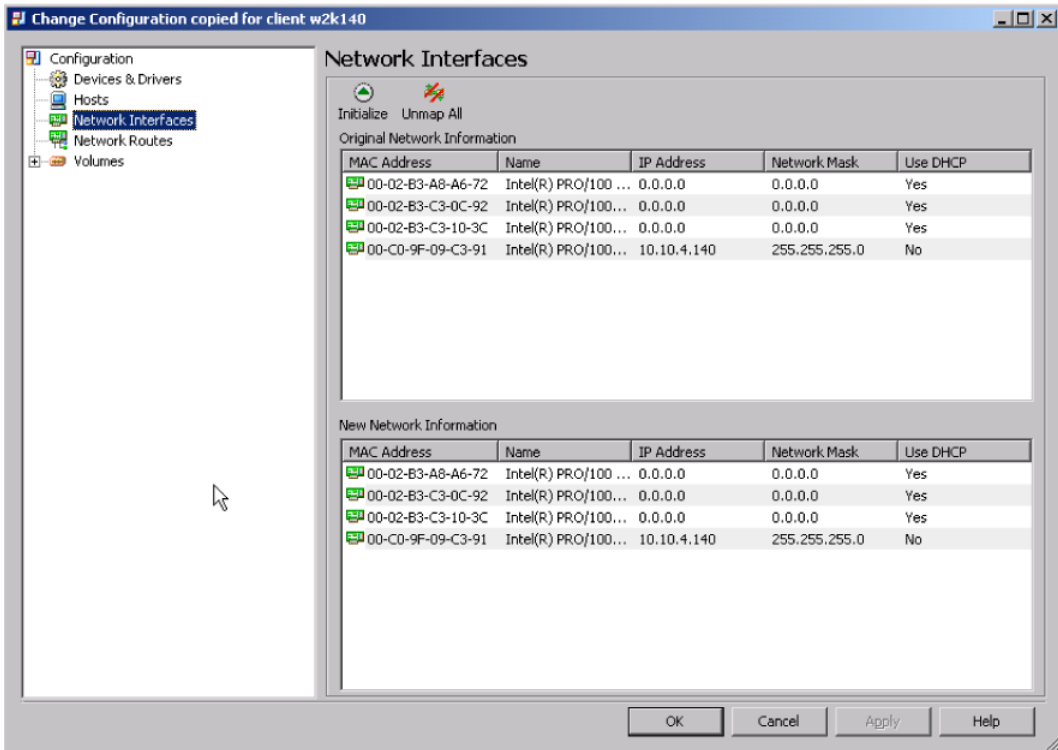 Change Configuration copied for client w2k140
Configuration
Devices & Drivers
Hosts
Network Interfaces
Network Routes
Volumes
Network Interfaces
Initialize Unmap All
Original Network Information
MAC Address Name IP Address Network Mask Use DHCP
00-02-B3-A8-A6-72 Intel(R) PRO/100 ... 0.0.0.0 0.0.0.0 Yes
00-02-B3-C3-0C-92 Intel(R) PRO/100... 0.0.0.0 0.0.0.0 Yes
00-02-B3-C3-10-3C Intel(R) PRO/100... 0.0.0.0 0.0.0.0 Yes
00-C0-9F-09-C3-91 Intel(R) PRO/100... 10.10.4.140 255.255.255.0 No
New Network Information
MAC Address Name IP Address Network Mask Use DHCP
00-02-B3-A8-A6-72 Intel(R) PRO/100 ... 0.0.0.0 0.0.0.0 Yes
00-02-B3-C3-0C-92 Intel(R) PRO/100... 0.0.0.0 0.0.0.0 Yes
00-02-B3-C3-10-3C Intel(R) PRO/100... 0.0.0.0 0.0.0.0 Yes
00-C0-9F-09-C3-91 Intel(R) PRO/100... 10.10.4.140 255.255.255.0 No
OK Cancel Apply Help